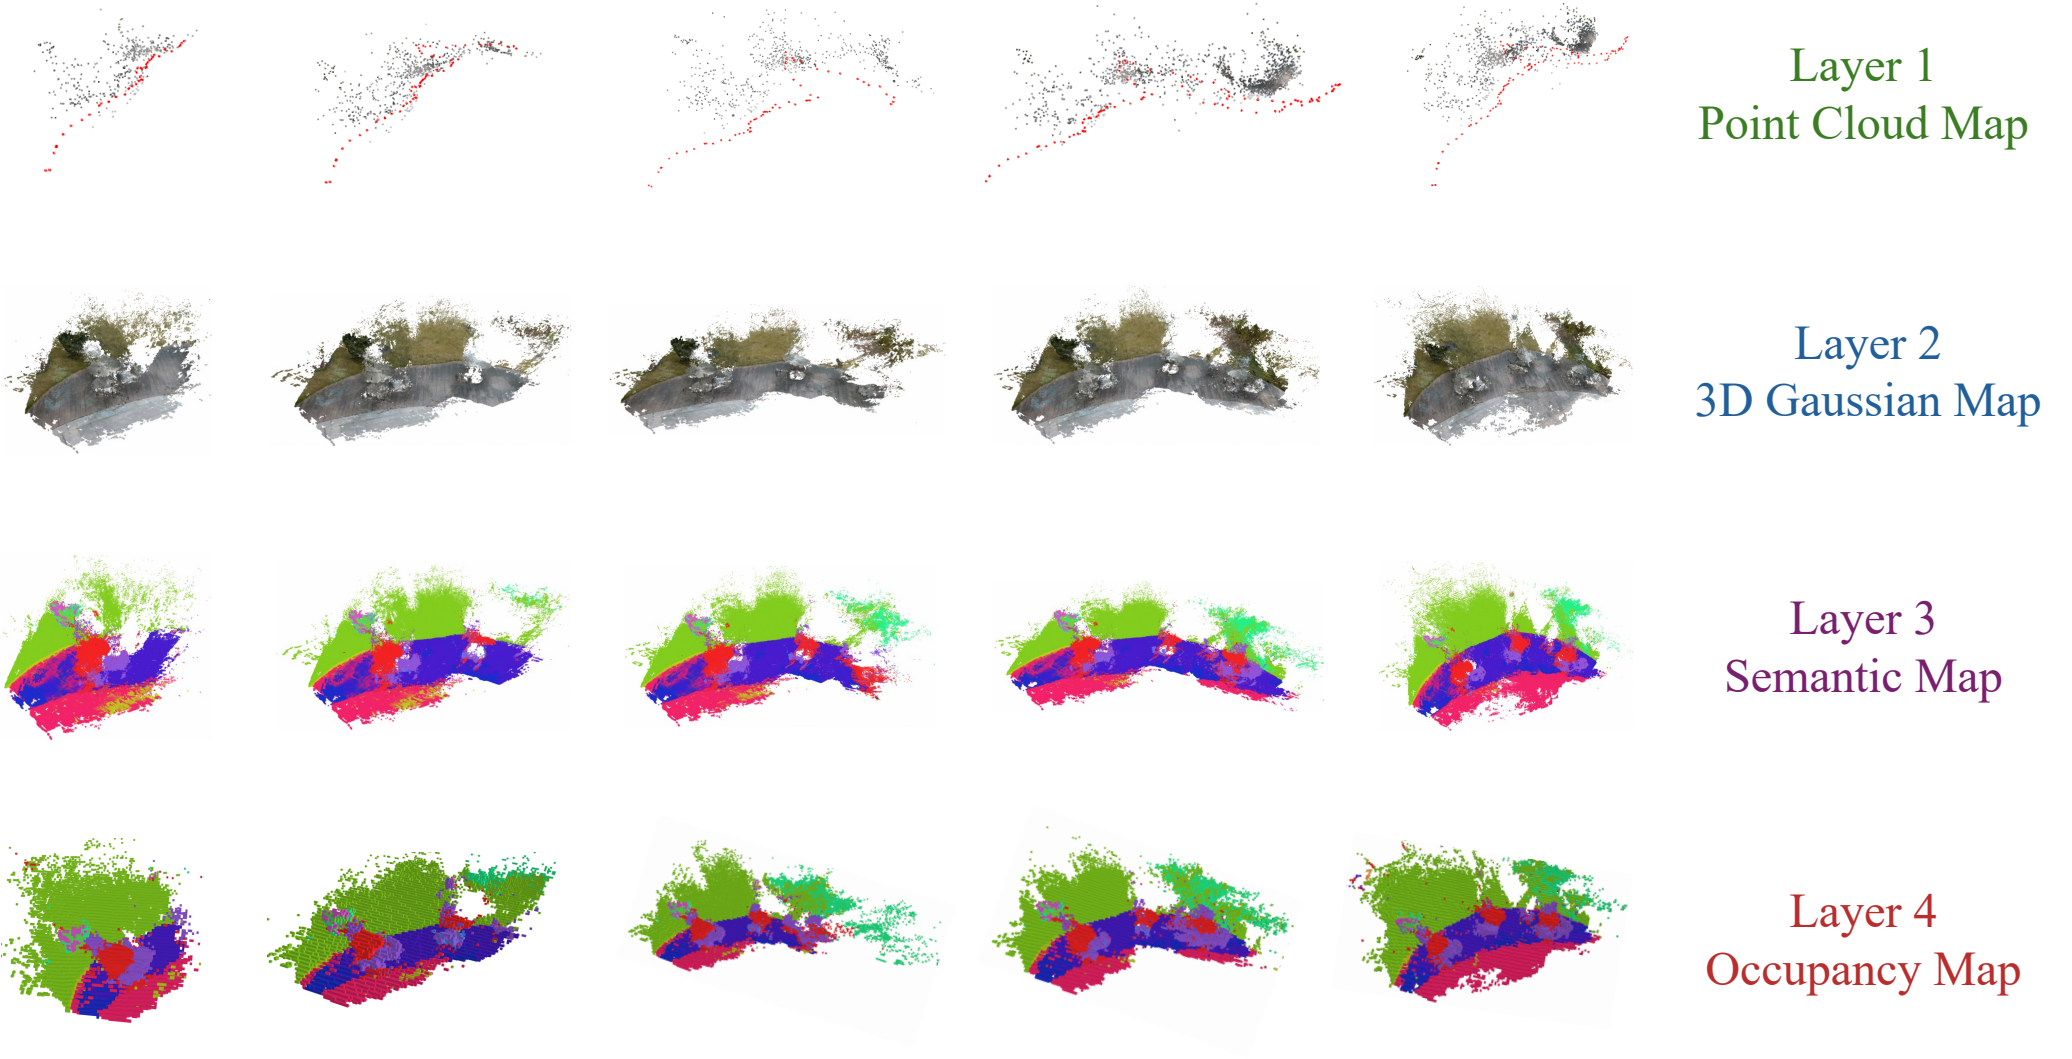 Layer 1
Point Cloud Map
Layer 2
3D Gaussian Map
Layer 3
Semantic Map
Layer 4
Occupancy Map